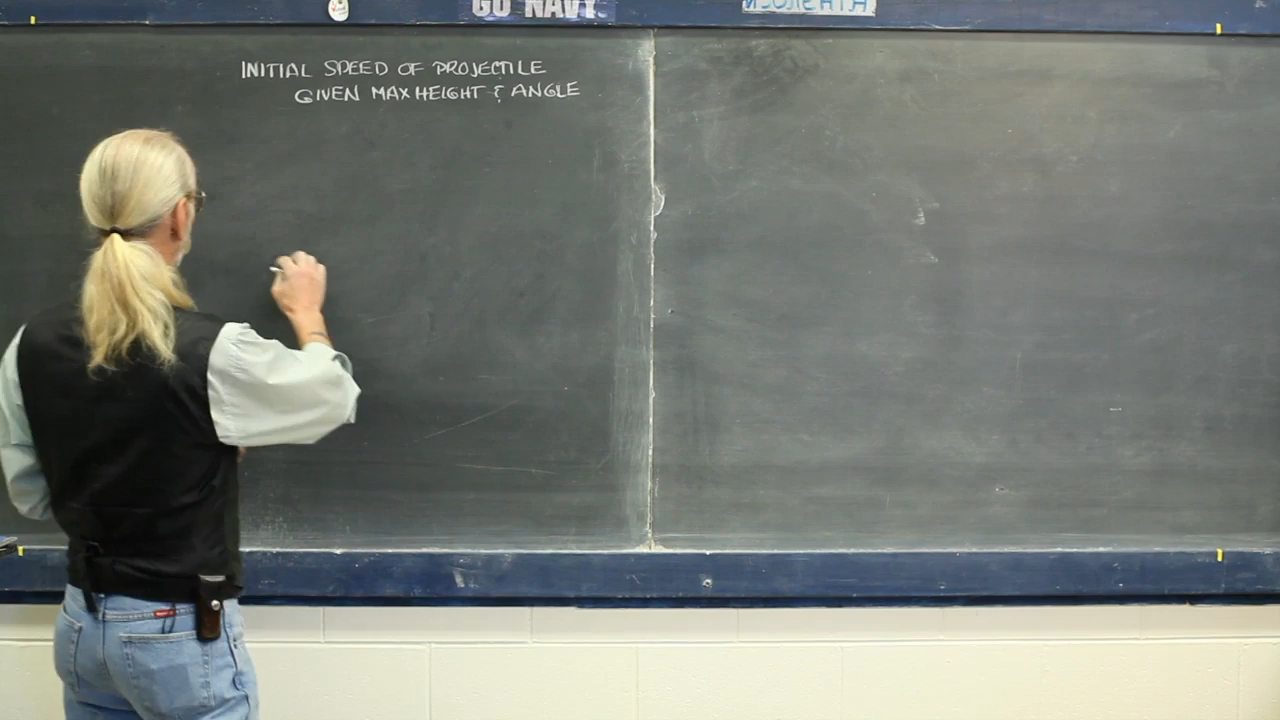 GO NAVY
INITIAL SPEED OF PROJECTILE
GIVEN MAX HEIGHT & ANGLE